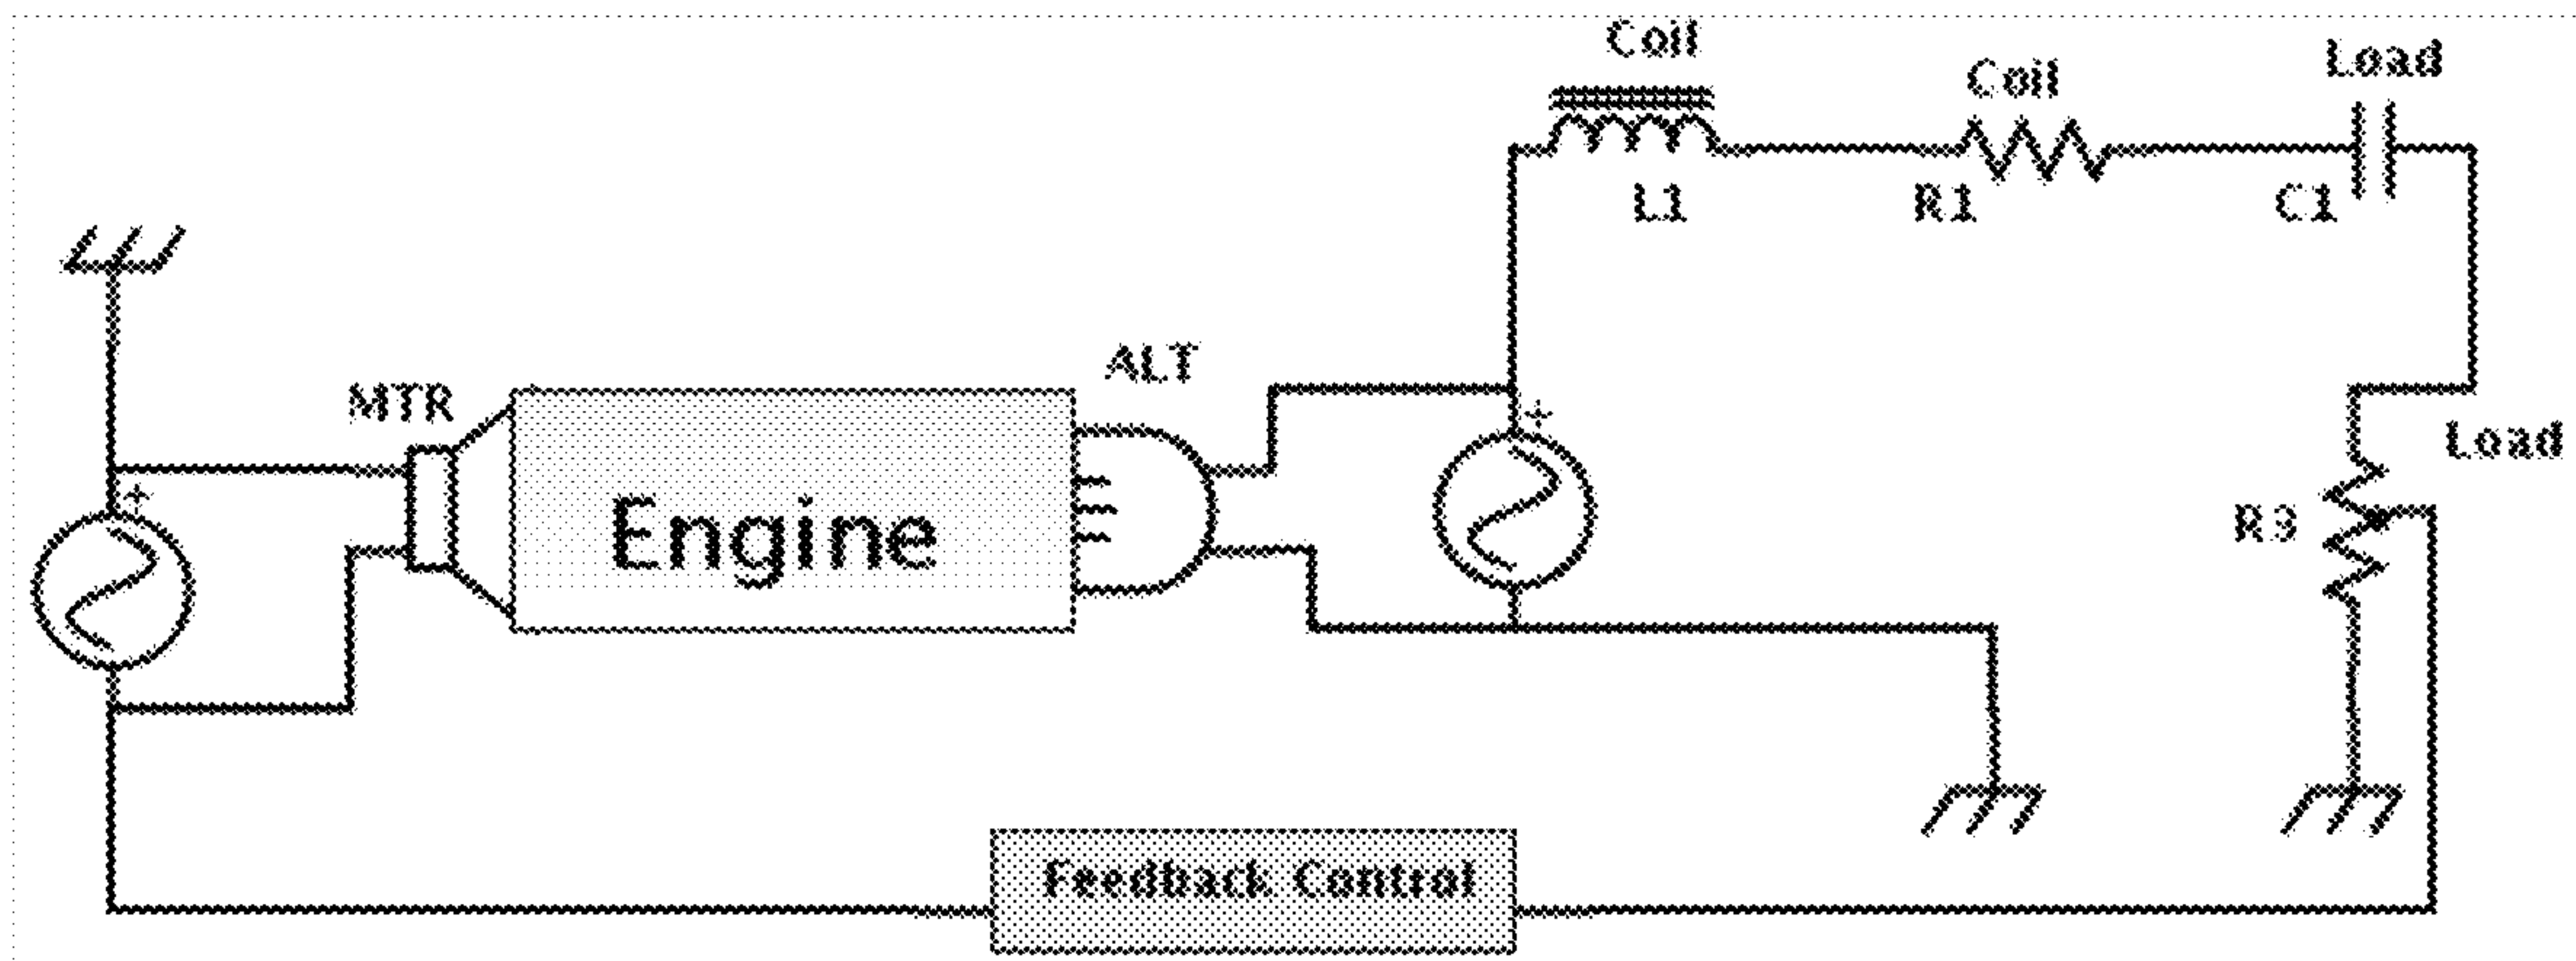 Coil
Load
Coil
L1
R1
C1
ALT
MTR
+
Load
+
Engine
R3
Feedback Control